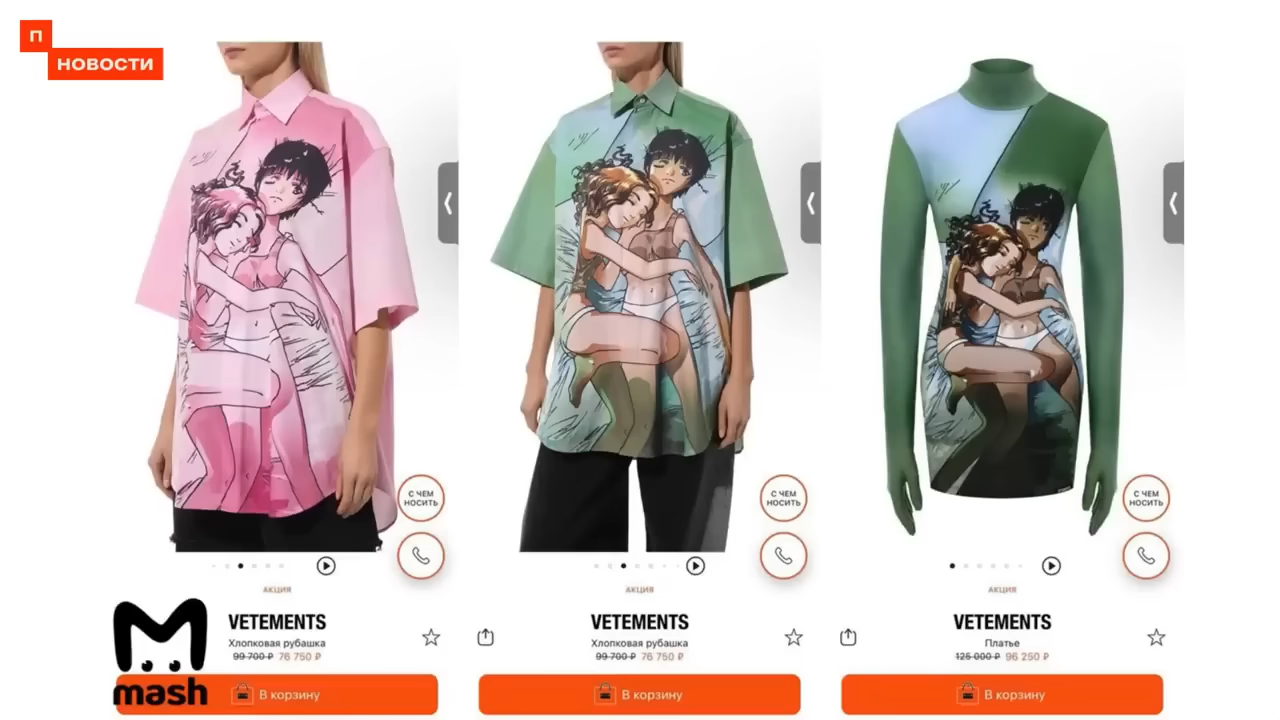 П
НОВОСТИ
С ЧЕМ
НОСИТЬ
С ЧЕМ
НОСИТЬ
С ЧЕМ
НОСИТЬ
АКЦИЯ
АКЦИЯ
АКЦИЯ
VETEMENTS
VETEMENTS
VETEMENTS
Хлопковая рубашка
Хлопковая рубашка
Платье
99 700 ₽ 76 750 ₽
99 700 ₽ 76 750 ₽
125 000 ₽ 96 250 ₽
mash
В корзину
В корзину
В корзину